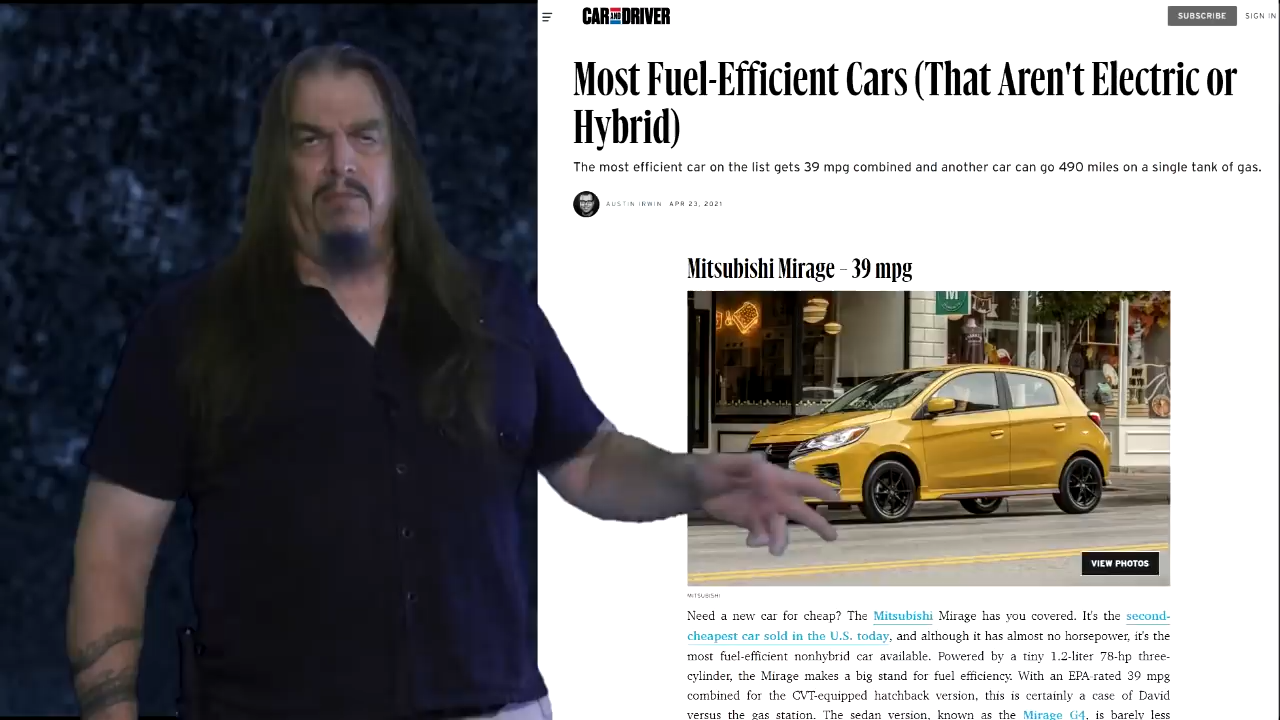 CAR AND DRIVER
SUBSCRIBE
SIGN IN
Most Fuel-Efficient Cars (That Aren't Electric or
Hybrid)
The most efficient car on the list gets 39 mpg combined and another car can go 490 miles on a single tank of gas.
AUSTIN IRWIN APR 23, 2021
Mitsubishi Mirage – 39 mpg
VIEW PHOTOS
MITSUBISHI
Need a new car for cheap? The Mitsubishi Mirage has you covered. It's the second-
cheapest car sold in the U.S. today, and although it has almost no horsepower, it's the
most fuel-efficient nonhybrid car available. Powered by a tiny 1.2-liter 78-hp three-
cylinder, the Mirage makes a big stand for fuel efficiency. With an EPA-rated 39 mpg
combined for the CVT-equipped hatchback version, this is certainly a case of David
versus the gas station. The sedan version, known as the Mirage G4, is barely less